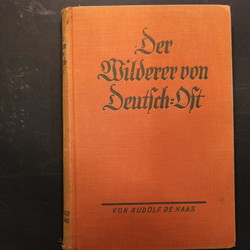 Der
Wilderer von
Deutsch=Ost
VON RUDOLF DE HAAS